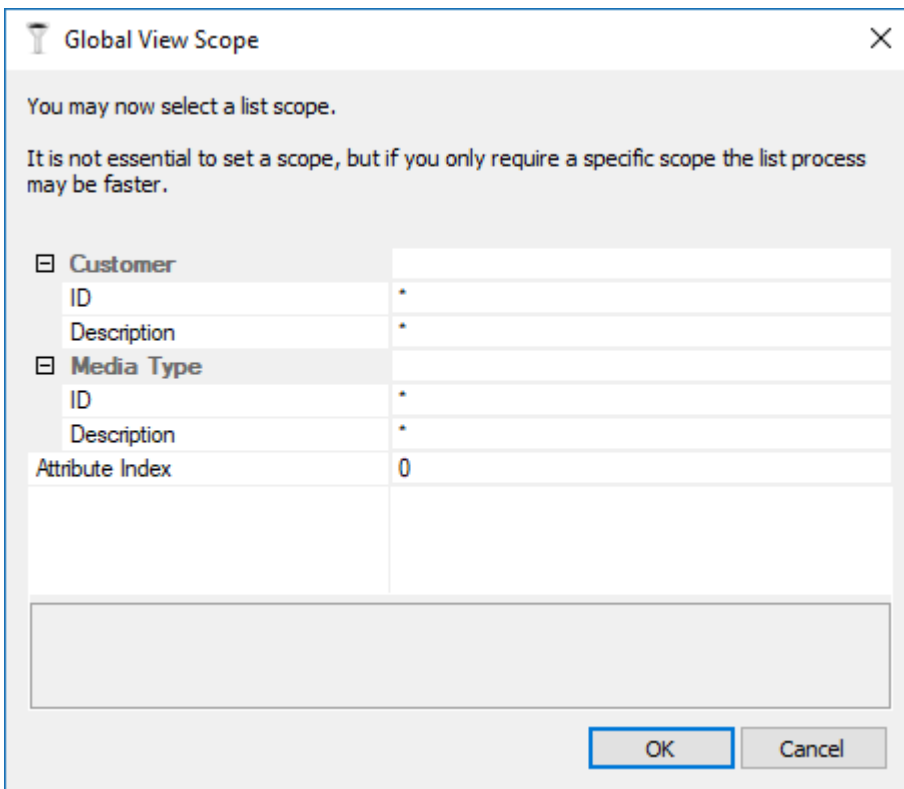 Global View Scope
You may now select a list scope.
It is not essential to set a scope, but if you only require a specific scope the list process
may be faster.
Customer
ID *
Description *
Media Type
ID *
Description *
Attribute Index 0
OK Cancel